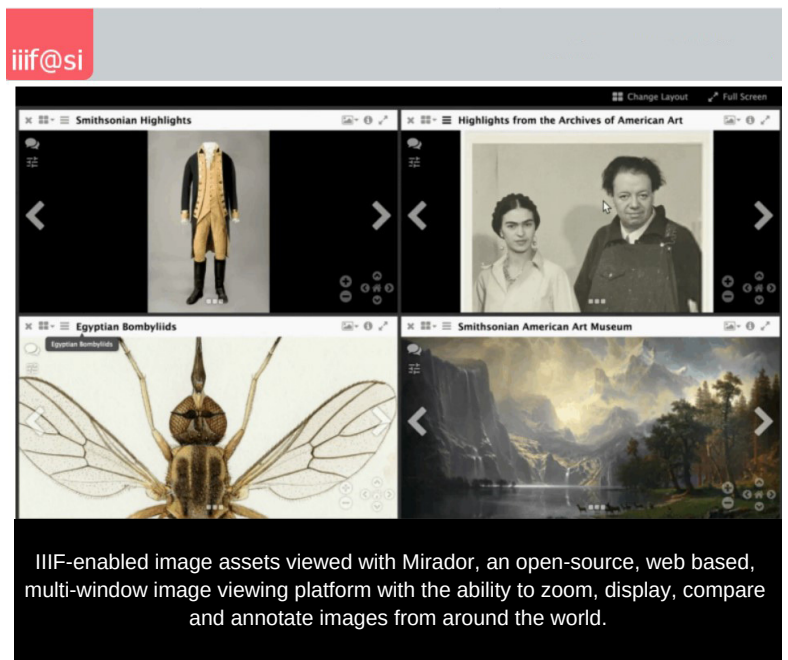 iiif@si
Change Layout Full Screen
Smithsonian Highlights
Highlights from the Archives of American Art
Egyptian Bombyliids
Egyptian Bombyliids
Smithsonian American Art Museum
IIIF-enabled image assets viewed with Mirador, an open-source, web based,
multi-window image viewing platform with the ability to zoom, display, compare
and annotate images from around the world.